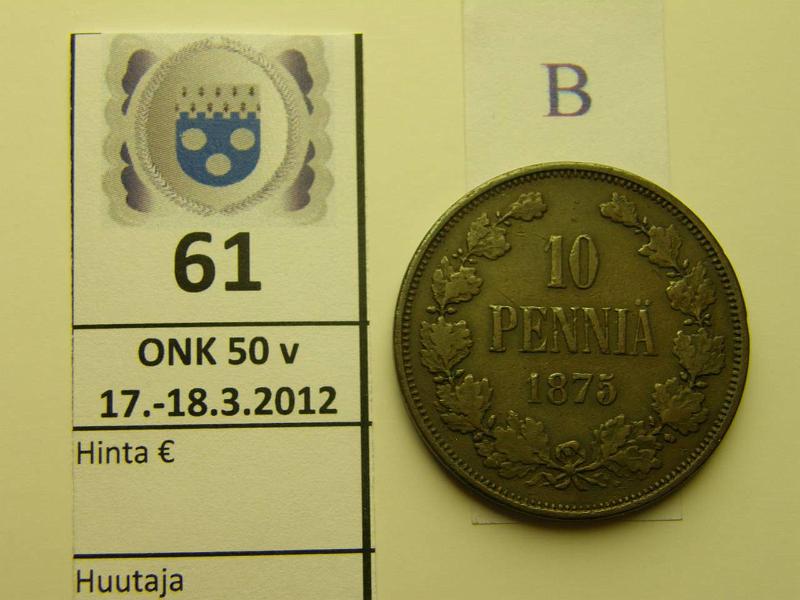 61
ONK 50 v
17.-18.3.2012
Hinta €
Huutaja
B
10
PENNIÄ
1875